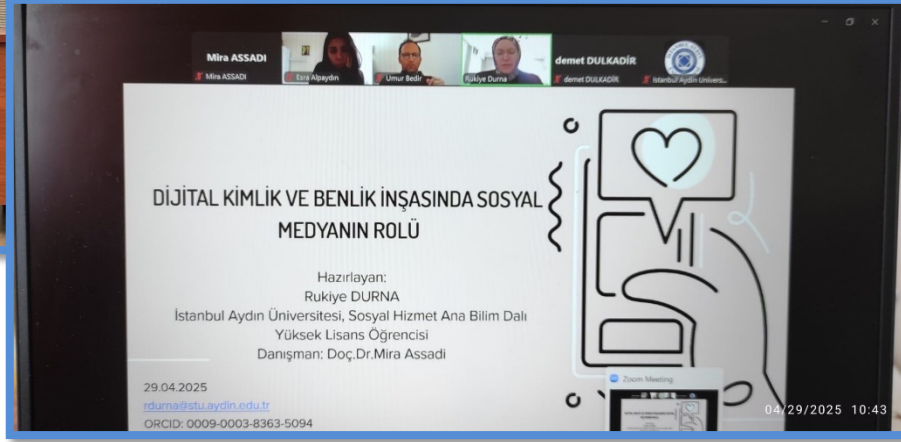 Mira ASSADI
Mira ASSADI
Esra Alpaydın
Umur Bedir
Rukiye Durna
demet DULKADİR
demet DULKADİR
İstanbul Aydın Univers...
DİJİTAL KİMLİK VE BENLİK İNŞASINDA SOSYAL
MEDYANIN ROLÜ
Hazırlayan:
Rukiye DURNA
İstanbul Aydın Üniversitesi, Sosyal Hizmet Ana Bilim Dalı
Yüksek Lisans Öğrencisi
Danışman: Doç.Dr.Mira Assadi
29.04.2025
rdurna@stu.aydin.edu.tr
ORCID: 0009-0003-8363-5094
Zoom Meeting
04/29/2025 10:43